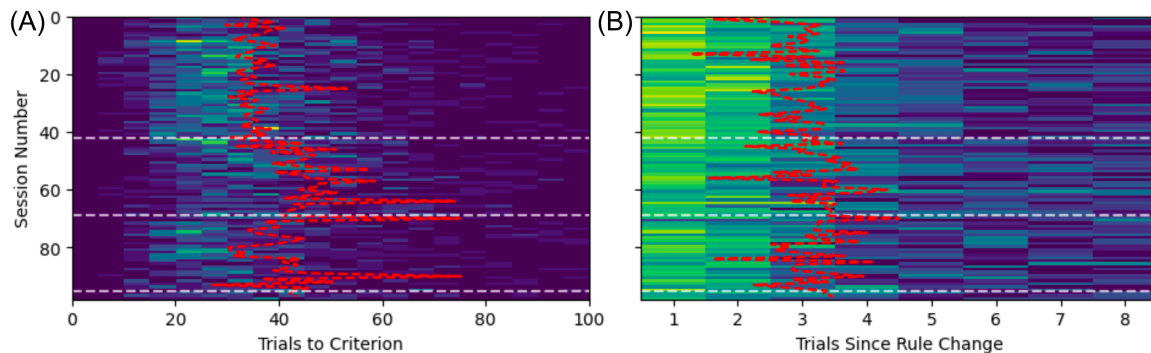 (A)
0
20
40
60
80
Session Number
0 20 40 60 80 100
Trials to Criterion
(B)
1 2 3 4 5 6 7 8
Trials Since Rule Change